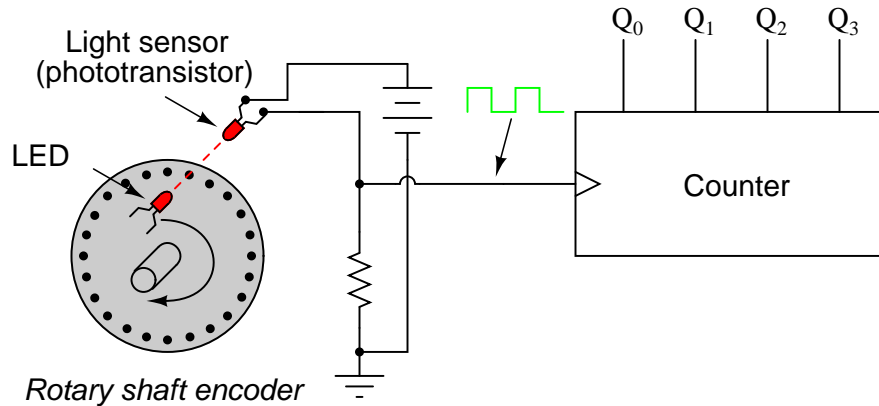 Light sensor
(phototransistor)
LED
Rotary shaft encoder
Q0 Q1 Q2 Q3
Counter